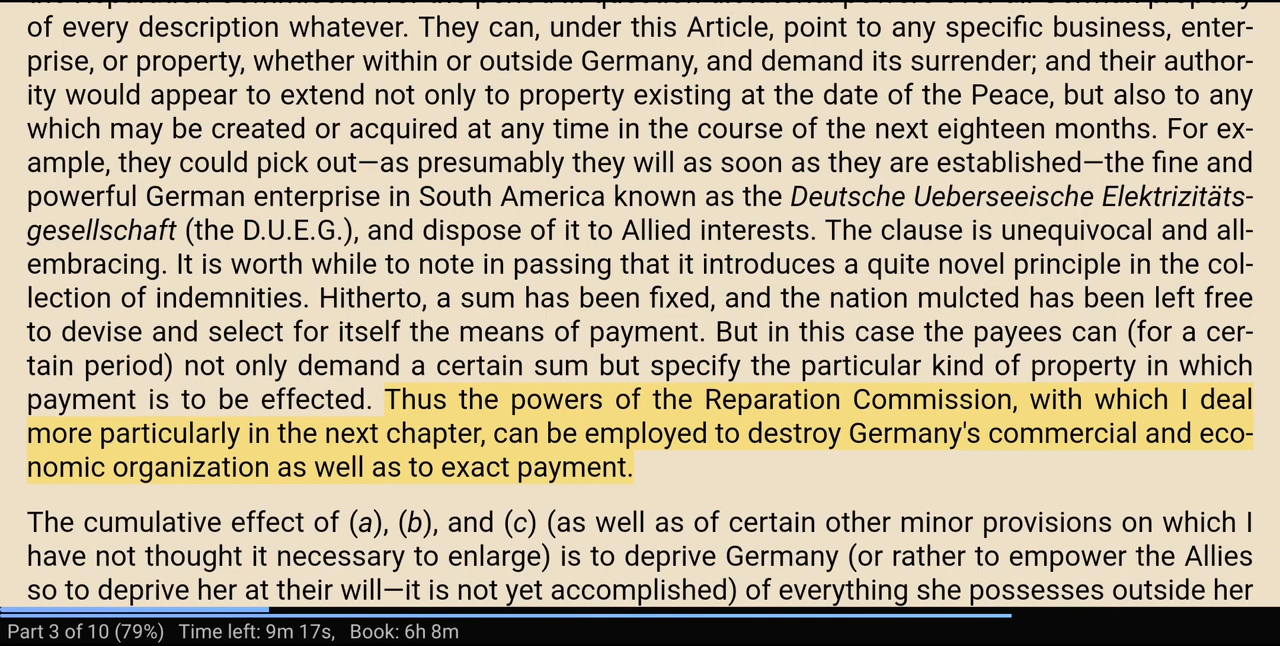 of every description whatever. They can, under this Article, point to any specific business, enter-
prise, or property, whether within or outside Germany, and demand its surrender; and their author-
ity would appear to extend not only to property existing at the date of the Peace, but also to any
which may be created or acquired at any time in the course of the next eighteen months. For ex-
ample, they could pick out—as presumably they will as soon as they are established—the fine and
powerful German enterprise in South America known as the Deutsche Ueberseeische Elektrizitäts-
gesellschaft (the D.U.E.G.), and dispose of it to Allied interests. The clause is unequivocal and all-
embracing. It is worth while to note in passing that it introduces a quite novel principle in the col-
lection of indemnities. Hitherto, a sum has been fixed, and the nation mulcted has been left free
to devise and select for itself the means of payment. But in this case the payees can (for a cer-
tain period) not only demand a certain sum but specify the particular kind of property in which
payment is to be effected. Thus the powers of the Reparation Commission, with which I deal
more particularly in the next chapter, can be employed to destroy Germany's commercial and eco-
nomic organization as well as to exact payment.
The cumulative effect of (a), (b), and (c) (as well as of certain other minor provisions on which I
have not thought it necessary to enlarge) is to deprive Germany (or rather to empower the Allies
so to deprive her at their will—it is not yet accomplished) of everything she possesses outside her
Part 3 of 10 (79%) Time left: 9m 17s, Book: 6h 8m